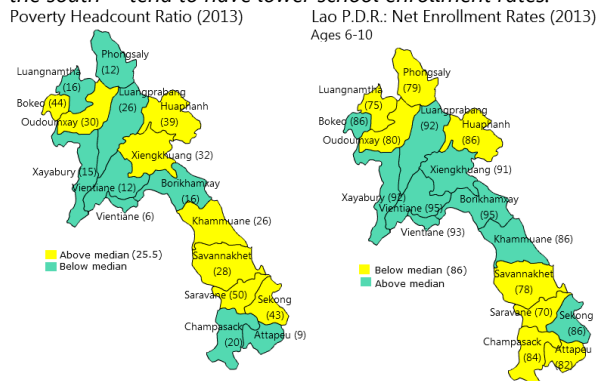 the south – tend to have lower school enrollment rates.
Poverty Headcount Ratio (2013)
Phongsaly
(12)
Luangnamtha
(16)
Luangprabang
(26)
Bokeo (44)
Huaphanh
(39)
Oudoumxay (30)
Xiengkhuang (32)
Xayabury (15)
Vientiane (12)
Borikhamxay
(16)
Vientiane (6)
Khammuane (26)
Above median (25.5)
Below median
Savannakhet
(28)
Saravane (50)
Sekong
(43)
Champasack
(20)
Attapeu (9)
Lao P.D.R.: Net Enrollment Rates (2013)
Ages 6-10
Phongsaly
(79)
Luangnamtha
(75)
Luangprabang
(92)
Bokeo
(86)
Huaphanh
(86)
Oudoumxay (80)
Xiengkhuang (91)
Xayabury (92)
Vientiane (95)
Borikhamxay
(95)
Vientiane (93)
Khammuane (86)
Below median (86)
Above median
Savannakhet
(78)
Saravane (70)
Sekong
(86)
Champasack
(84)
Attapeu
(82)